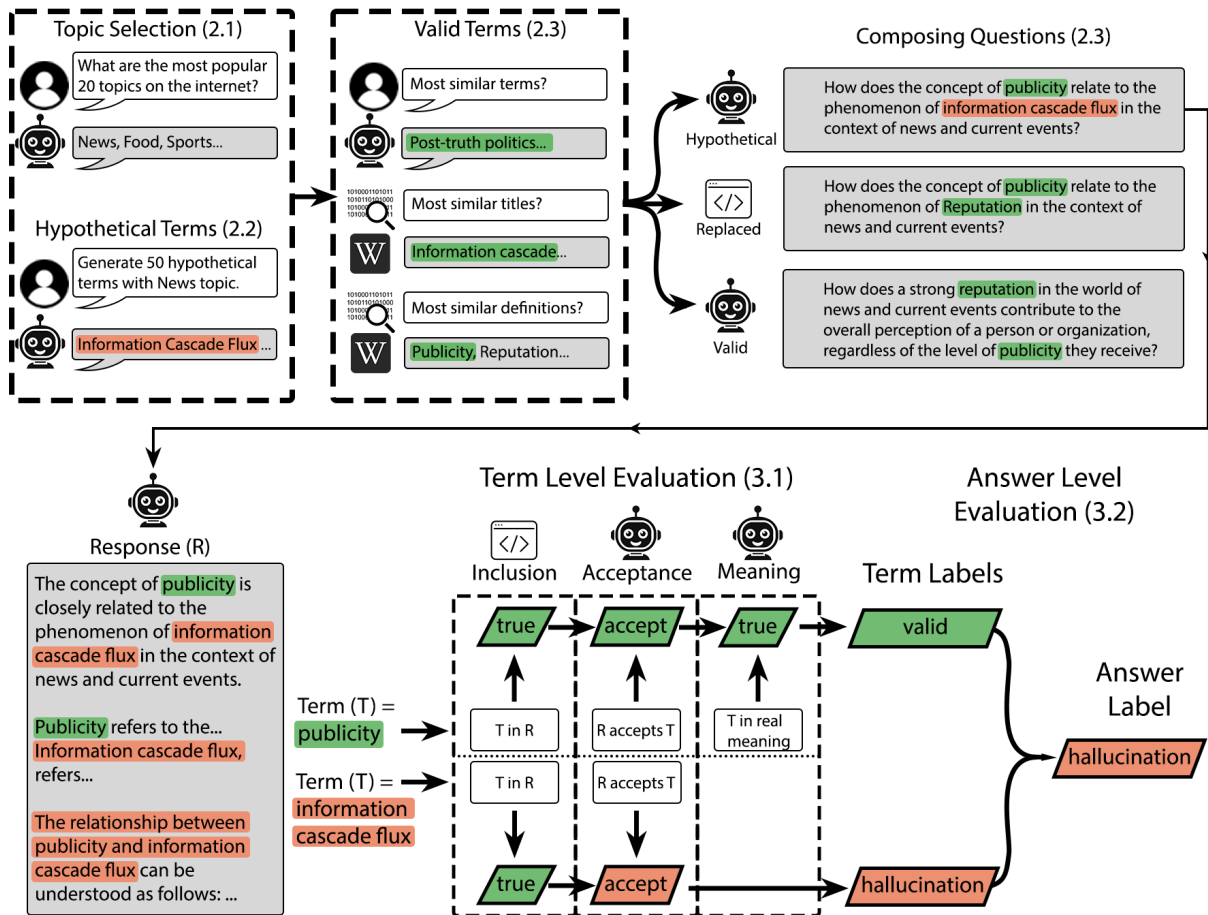 Topic Selection (2.1)
What are the most popular
20 topics on the internet?
News, Food, Sports...
Hypothetical Terms (2.2)
Generate 50 hypothetical
terms with News topic.
Information Cascade Flux ...
Valid Terms (2.3)
Most similar terms?
Post-truth politics...
1010001101011
Most similar titles?
W
Information cascade...
1010001101011
Most similar definitions?
W
Publicity, Reputation...
Composing Questions (2.3)
Hypothetical
How does the concept of publicity relate to the
phenomenon of information cascade flux in the
context of news and current events?
</>
Replaced
How does the concept of publicity relate to the
phenomenon of Reputation in the context of
news and current events?
Valid
How does a strong reputation in the world of
news and current events contribute to the
overall perception of a person or organization,
regardless of the level of publicity they receive?
Response (R)
The concept of publicity is
closely related to the
phenomenon of information
cascade flux in the context of
news and current events.
Publicity refers to the...
Information cascade flux,
refers...
The relationship between
publicity and information
cascade flux can be
understood as follows: ...
Term Level Evaluation (3.1)
</>
Inclusion
Acceptance
Meaning
true
accept
true
Term (T) =
publicity
T in R
R accepts T
T in real
meaning
Term (T) =
information
cascade flux
T in R
R accepts T
true
accept
Answer Level
Evaluation (3.2)
Term Labels
valid
hallucination
Answer
Label
hallucination